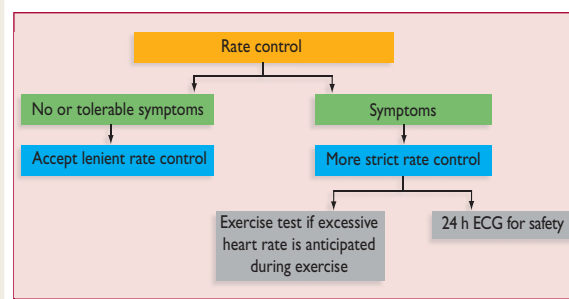 Rate control
No or tolerable symptoms
Symptoms
Accept lenient rate control
More strict rate control
Exercise test if excessive
heart rate is anticipated
during exercise
24 h ECG for safety